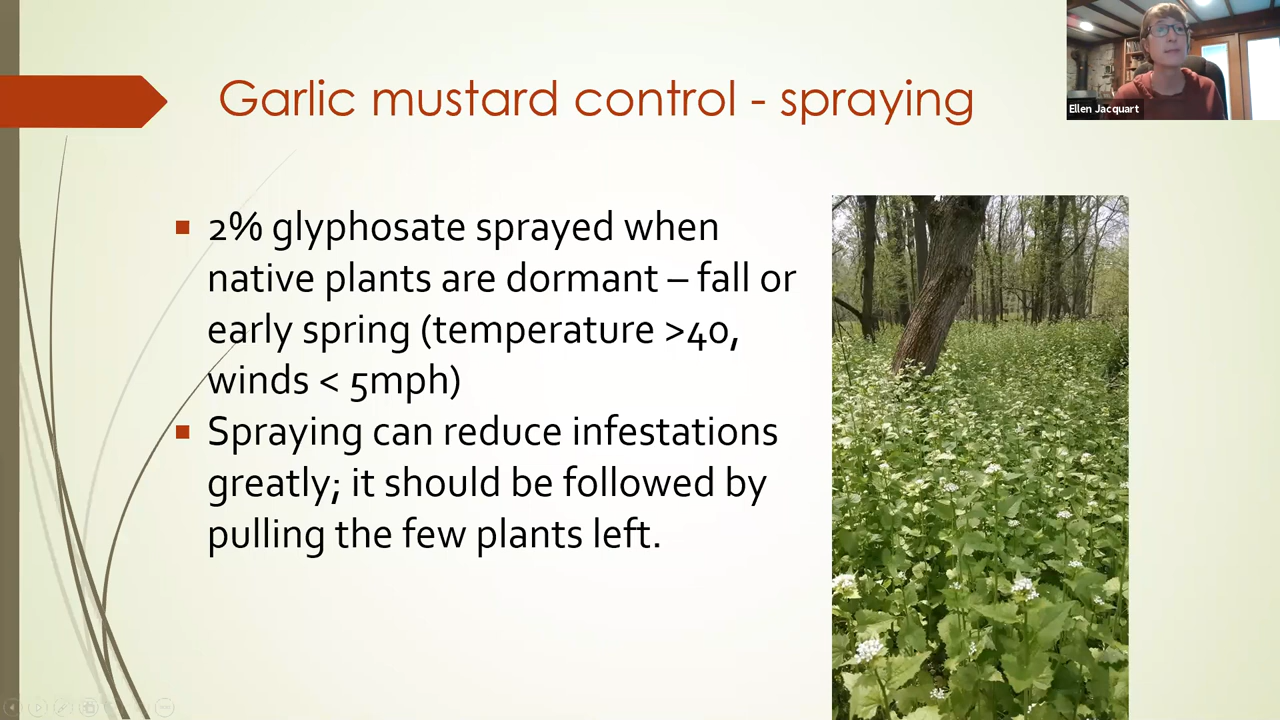 Garlic mustard control - spraying
Ellen Jacquart
2% glyphosate sprayed when
native plants are dormant – fall or
early spring (temperature >40,
winds < 5mph)
Spraying can reduce infestations
greatly; it should be followed by
pulling the few plants left.